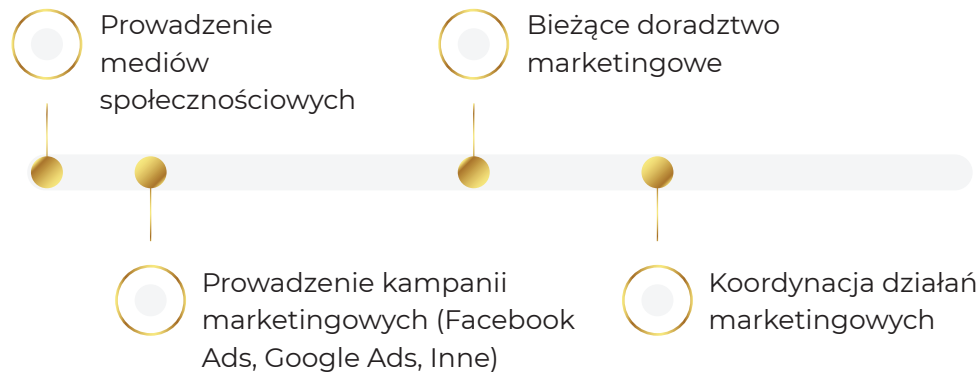 Prowadzenie
mediów
społecznościowych
Prowadzenie kampanii
marketingowych (Facebook
Ads, Google Ads, Inne)
Bieżące doradztwo
marketingowe
Koordynacja działań
marketingowych